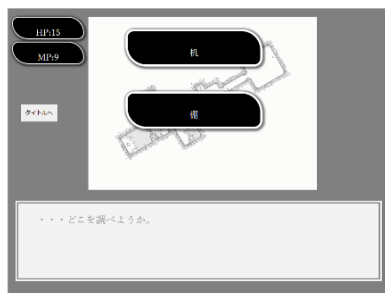 HP:15
MP:9
タイトルへ
机
棚
・・・どこを調べようか。